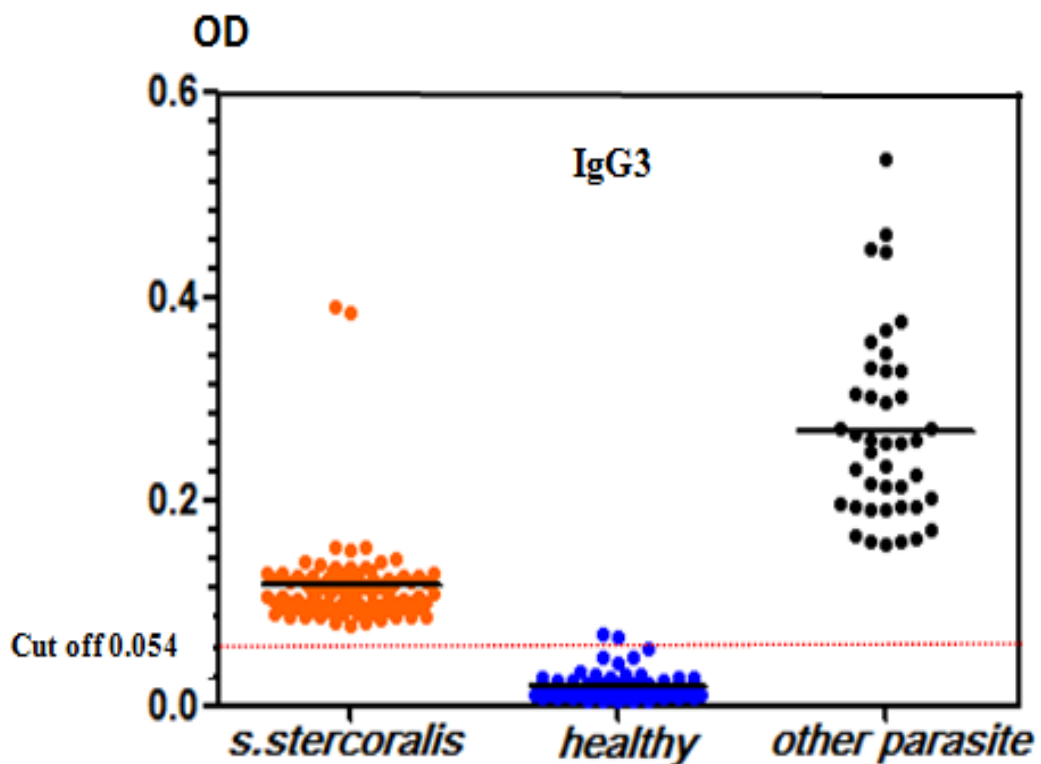 OD
0.6
IgG3
0.4
0.2
Cut off 0.054
0.0
s.stercoralis healthy other parasite